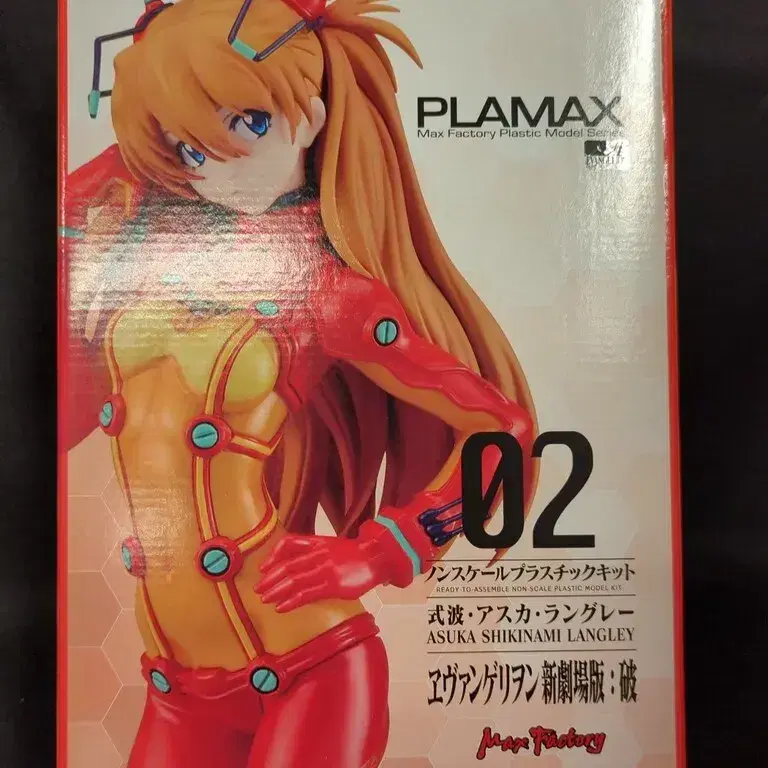 PLAMAX
Max Factory Plastic Model Series
02
ノンスケールプラスチックキット
READY-TO-ASSEMBLE NON-SCALE PLASTIC MODEL KIT
式波・アスカ・ラングレー
ASUKA SHIKINAMI LANGLEY
ヱヴァンゲリヲン新劇場版:破
Max Factory